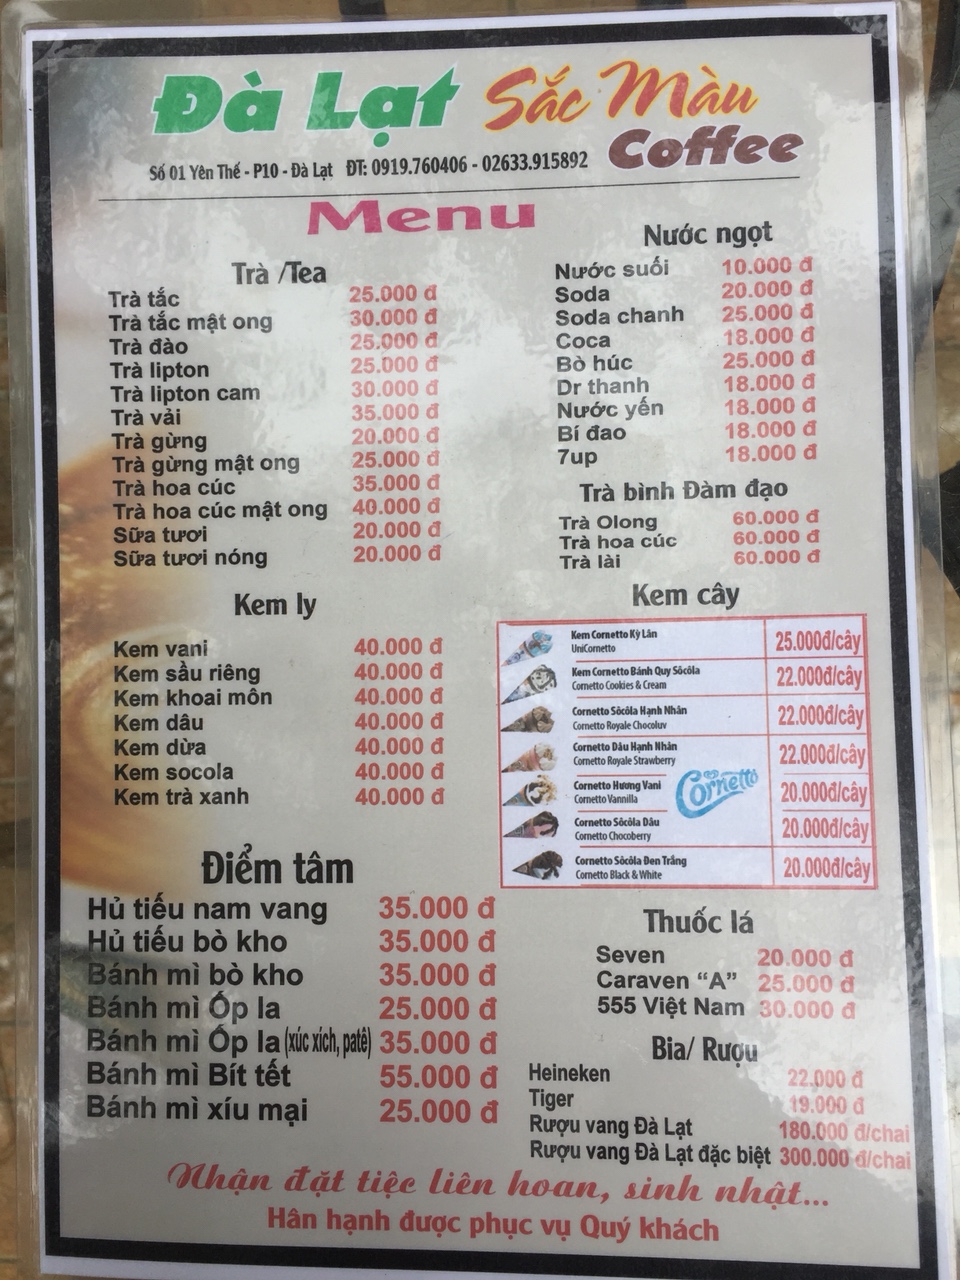 Đà Lạt Sắc Màu
Coffee
Số 01 Yên Thế - P10 - Đà Lạt ĐT: 0919.760406 - 02633.915892
Menu
Trà /Tea
Trà tắc 25.000 đ
Trà tắc mật ong 30.000 đ
Trà đào 25.000 đ
Trà lipton 25.000 đ
Trà lipton cam 30.000 đ
Trà vải 35.000 đ
Trà gừng 20.000 đ
Trà gừng mật ong 25.000 đ
Trà hoa cúc 35.000 đ
Trà hoa cúc mật ong 40.000 đ
Sữa tươi 20.000 đ
Sữa tươi nóng 20.000 đ
Kem ly
Kem vani 40.000 đ
Kem sầu riêng 40.000 đ
Kem khoai môn 40.000 đ
Kem dâu 40.000 đ
Kem dừa 40.000 đ
Kem socola 40.000 đ
Kem trà xanh 40.000 đ
Điểm tâm
Hủ tiếu nam vang 35.000 đ
Hủ tiếu bò kho 35.000 đ
Bánh mì bò kho 35.000 đ
Bánh mì Ốp la 25.000 đ
Bánh mì Ốp la (xúc xích, patê) 35.000 đ
Bánh mì Bít tết 55.000 đ
Bánh mì xíu mại 25.000 đ
Nước ngọt
Nước suối 10.000 đ
Soda 20.000 đ
Soda chanh 25.000 đ
Coca 18.000 đ
Bò húc 25.000 đ
Dr thanh 18.000 đ
Nước yến 18.000 đ
Bí đao 18.000 đ
7up 18.000 đ
Trà bình Đàm đạo
Trà Olong 60.000 đ
Trà hoa cúc 60.000 đ
Trà lài 60.000 đ
Kem cây
Kem Cornetto Kỳ Lân 25.000đ/cây
UniCornetto
Kem Cornetto Bánh Quy Sôcôla 22.000đ/cây
Cornetto Cookies & Cream
Cornetto Sôcôla Hạnh Nhân 22.000đ/cây
Cornetto Royale Chocoluv
Cornetto Dâu Hạnh Nhân 22.000đ/cây
Cornetto Royale Strawberry
Cornetto Hương Vani 20.000đ/cây
Cornetto Vannilla
Cornetto
Cornetto Sôcôla Dâu 20.000đ/cây
Cornetto Chocoberry
Cornetto Sôcôla Đen Trắng 20.000đ/cây
Cornetto Black & White
Thuốc lá
Seven 20.000 đ
Caraven “A” 25.000 đ
555 Việt Nam 30.000 đ
Bia/ Rượu
Heineken 22.000 đ
Tiger 19.000 đ
Rượu vang Đà Lạt 180.000 đ/chai
Rượu vang Đà Lạt đặc biệt 300.000 đ/chai
Nhận đặt tiệc liên hoan, sinh nhật...
Hân hạnh được phục vụ Quý khách